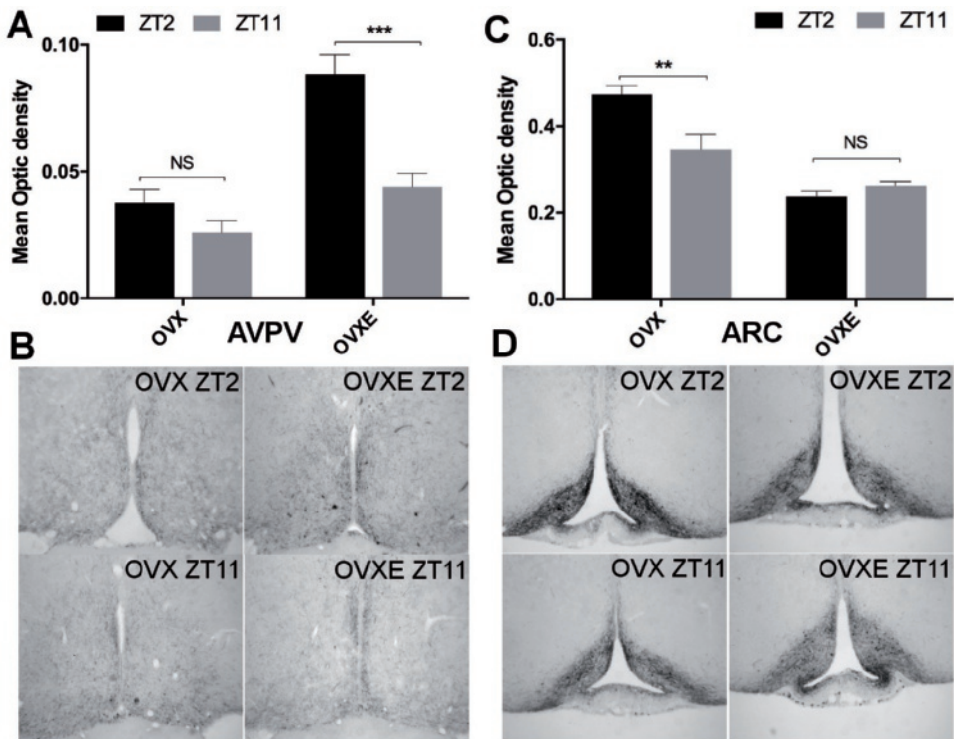 A
ZT2 ZT11
Mean Optic density
0.10
0.05
0.00
NS
***
OVX AVPV OVXE
B
OVX ZT2
OVXE ZT2
OVX ZT11
OVXE ZT11
C
ZT2 ZT11
Mean Optic density
0.6
0.4
0.2
0.0
**
NS
OVX ARC OVXE
D
OVX ZT2
OVXE ZT2
OVX ZT11
OVXE ZT11